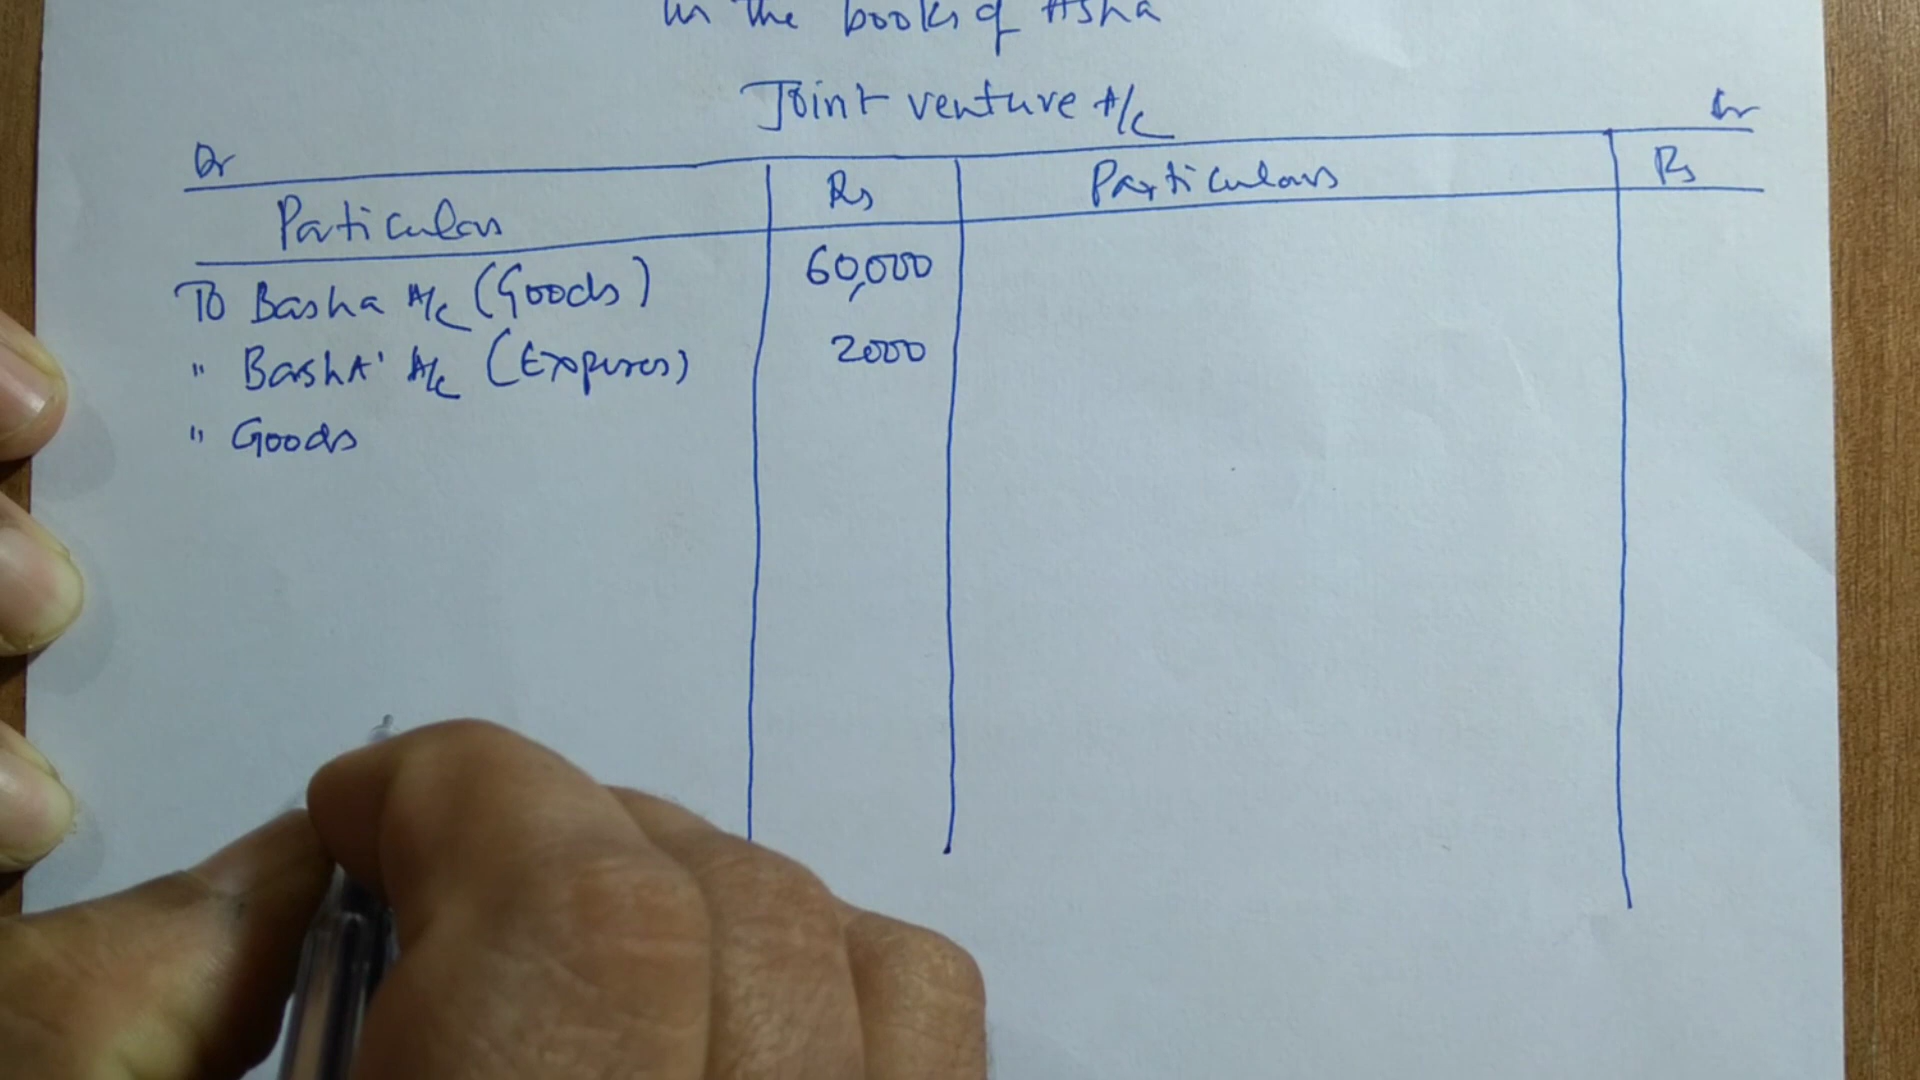 In the books of Asha
Joint venture A/c
Dr Cr
Particulars Rs Particulars Rs
To Basha A/c (Goods) 60,000
" BashA' A/c (Expenses) 2000
" Goods